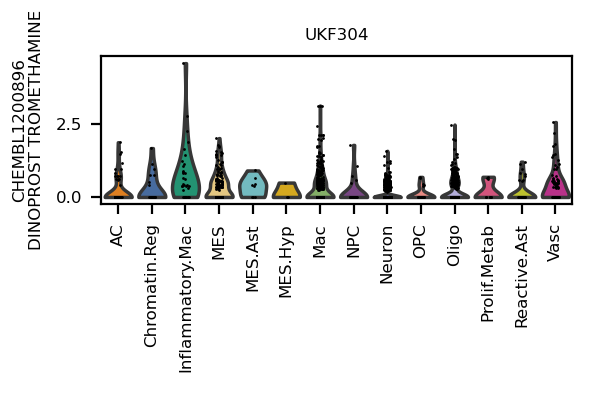 UKF304
CHEMBL1200896
DINOPROST TROMETHAMINE
2.5
0.0
AC
Chromatin.Reg
Inflammatory.Mac
MES
MES.Ast
MES.Hyp
Mac
NPC
Neuron
OPC
Oligo
Prolif.Metab
Reactive.Ast
Vasc